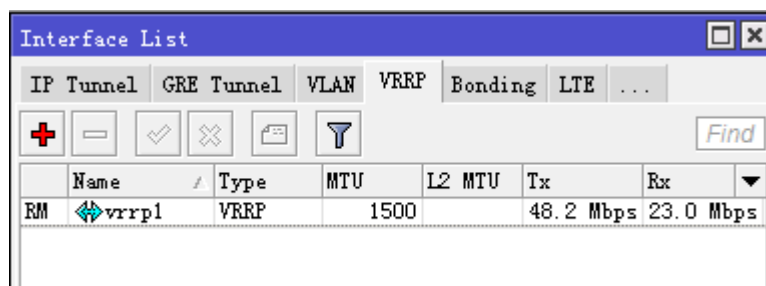 Interface List
IP Tunnel GRE Tunnel VLAN VRRP Bonding LTE ...
Find
Name Type MTU L2 MTU Tx Rx
RM vrrp1 VRRP 1500 48.2 Mbps 23.0 Mbps